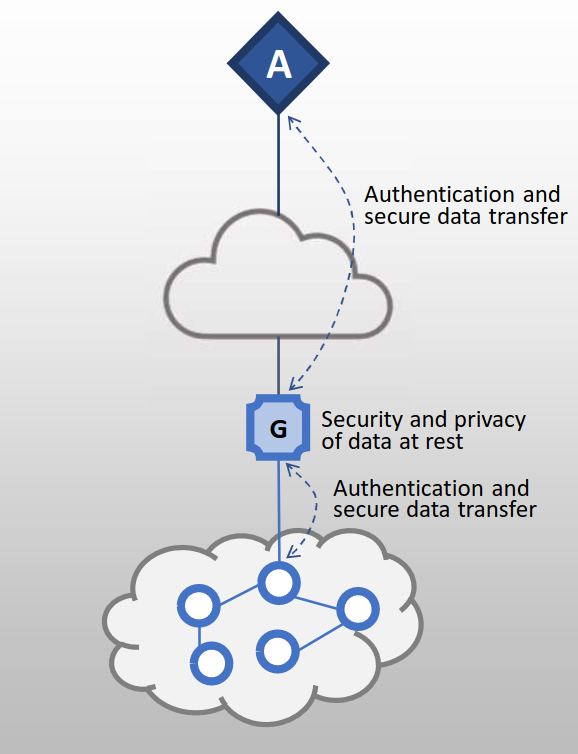 A
Authentication and
secure data transfer
G
Security and privacy
of data at rest
Authentication and
secure data transfer